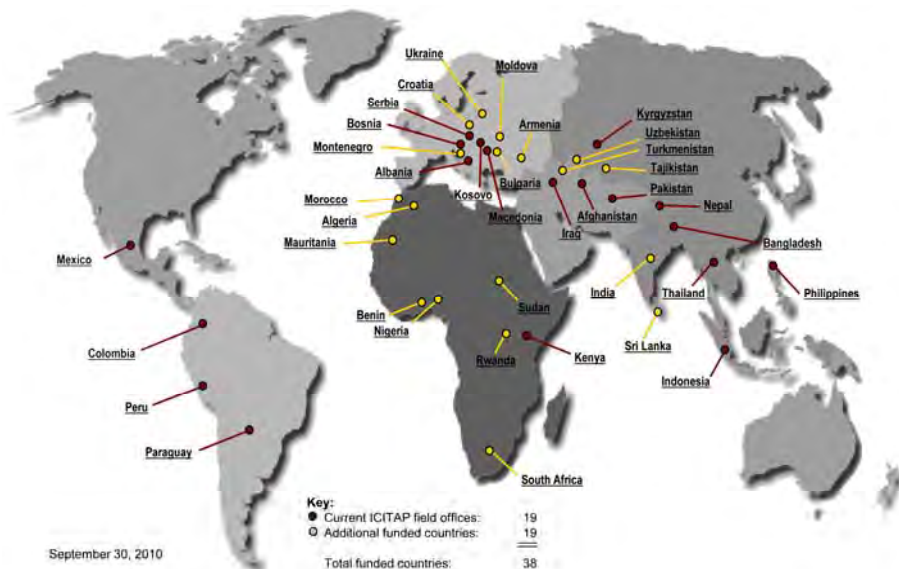 Ukraine
Moldova
Croatia
Serbia
Armenia
Kyrgyzstan
Bosnia
Uzbekistan
Montenegro
Turkmenistan
Albania
Tajikistan
Bulgaria
Kosovo
Pakistan
Morocco
Macedonia
Afghanistan
Nepal
Algeria
Iraq
Mauritania
Bangladesh
Mexico
India
Thailand
Philippines
Sudan
Benin
Nigeria
Sri Lanka
Colombia
Rwanda
Kenya
Indonesia
Peru
Paraguay
South Africa
Key:
Current ICITAP field offices: 19
Additional funded countries: 19
Total funded countries: 38
September 30, 2010